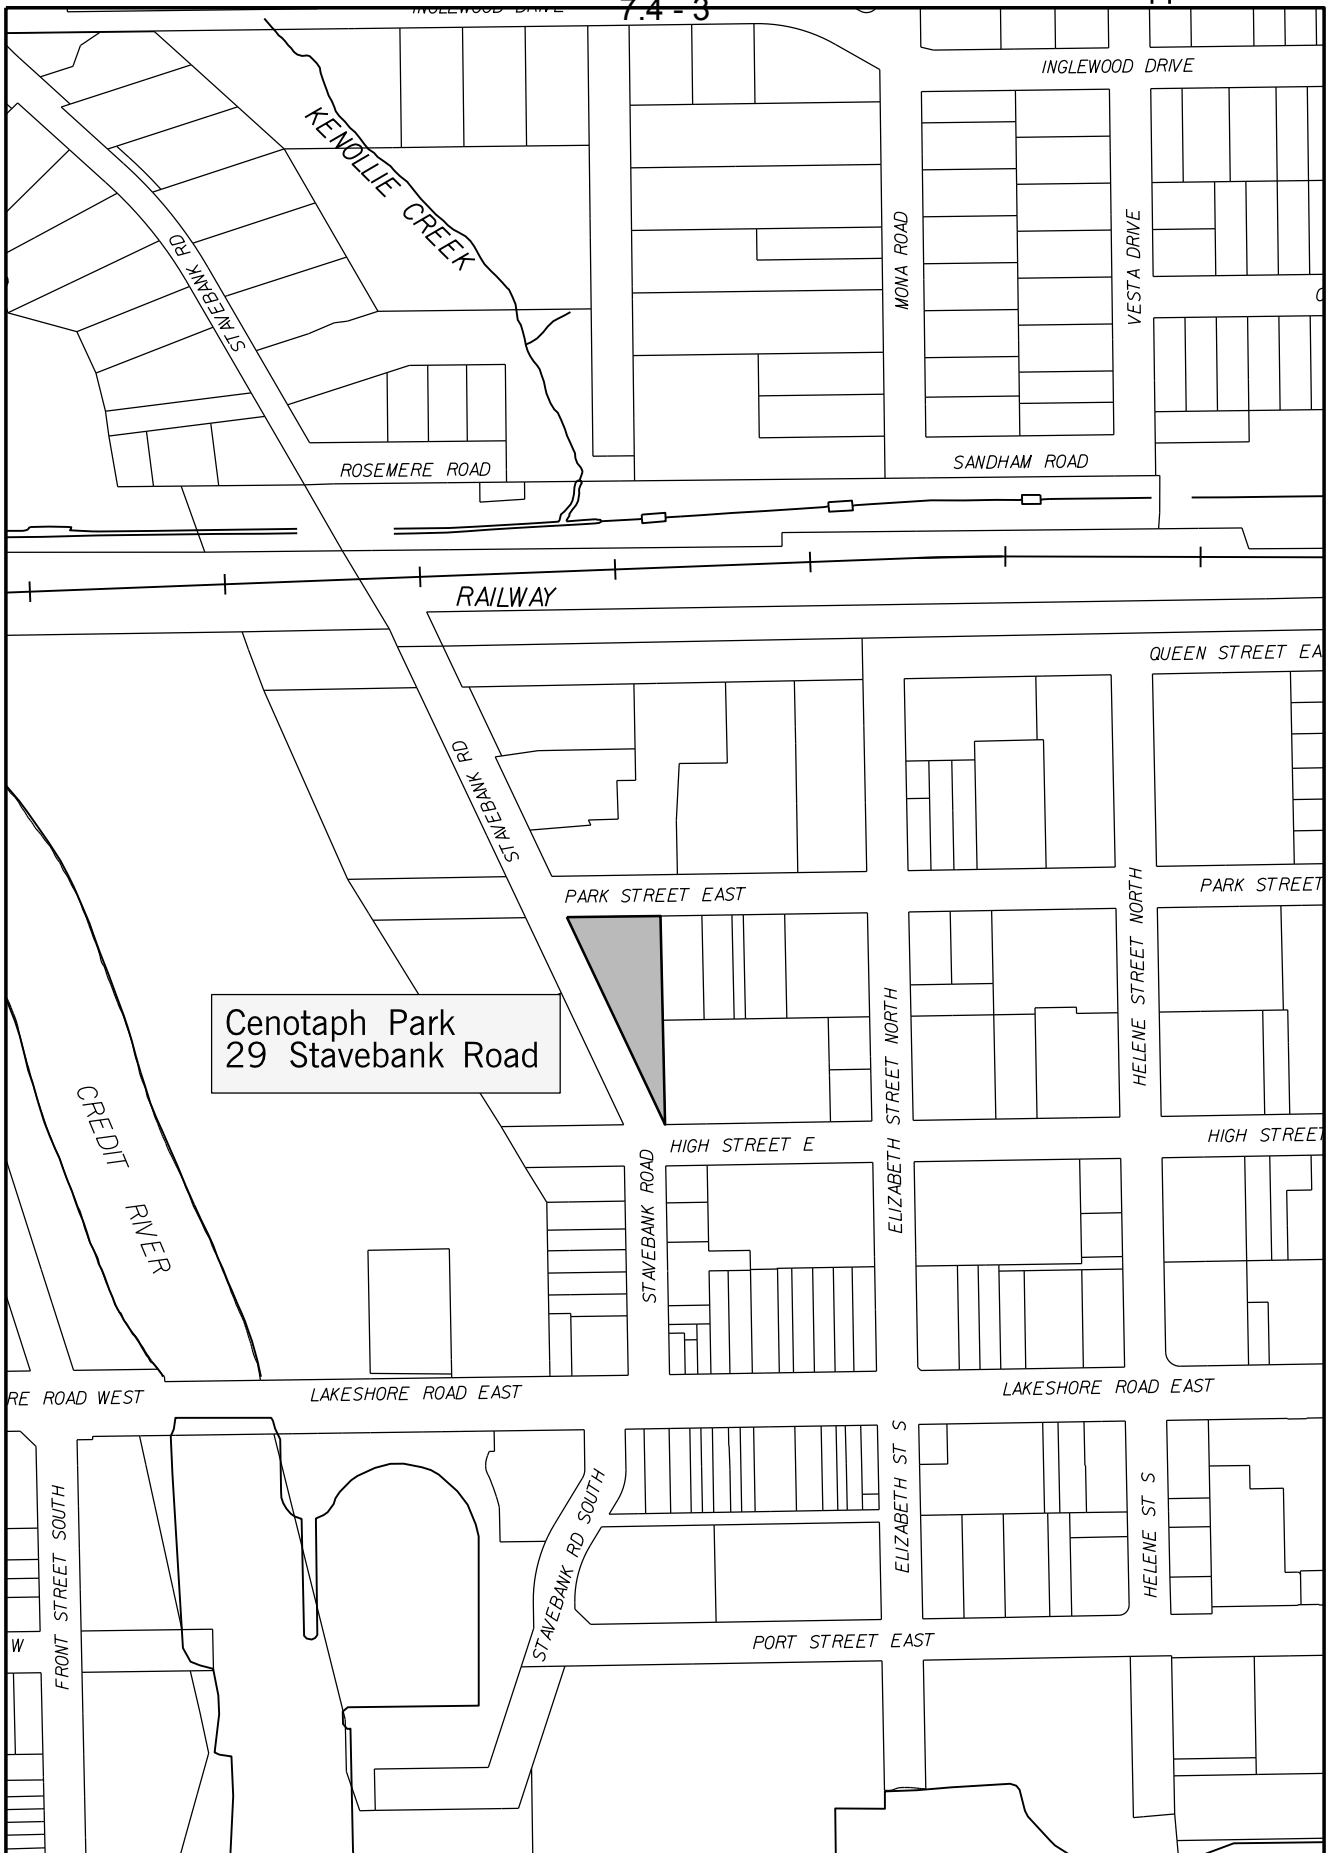 INGLEWOOD DRIVE
7.4 - 3
INGLEWOOD DRIVE
KENOLLIE CREEK
STAVEBANK RD
MONA ROAD
VESTA DRIVE
ROSEMERE ROAD
SANDHAM ROAD
RAILWAY
QUEEN STREET EA
STAVEBANK RD
PARK STREET EAST
PARK STREET
HELENE STREET NORTH
ELIZABETH STREET NORTH
Cenotaph Park
29 Stavebank Road
CREDIT RIVER
HIGH STREET E
HIGH STREET
STAVEBANK ROAD
RE ROAD WEST
LAKESHORE ROAD EAST
LAKESHORE ROAD EAST
FRONT STREET SOUTH
STAVEBANK RD SOUTH
ELIZABETH ST S
HELENE ST S
W
PORT STREET EAST